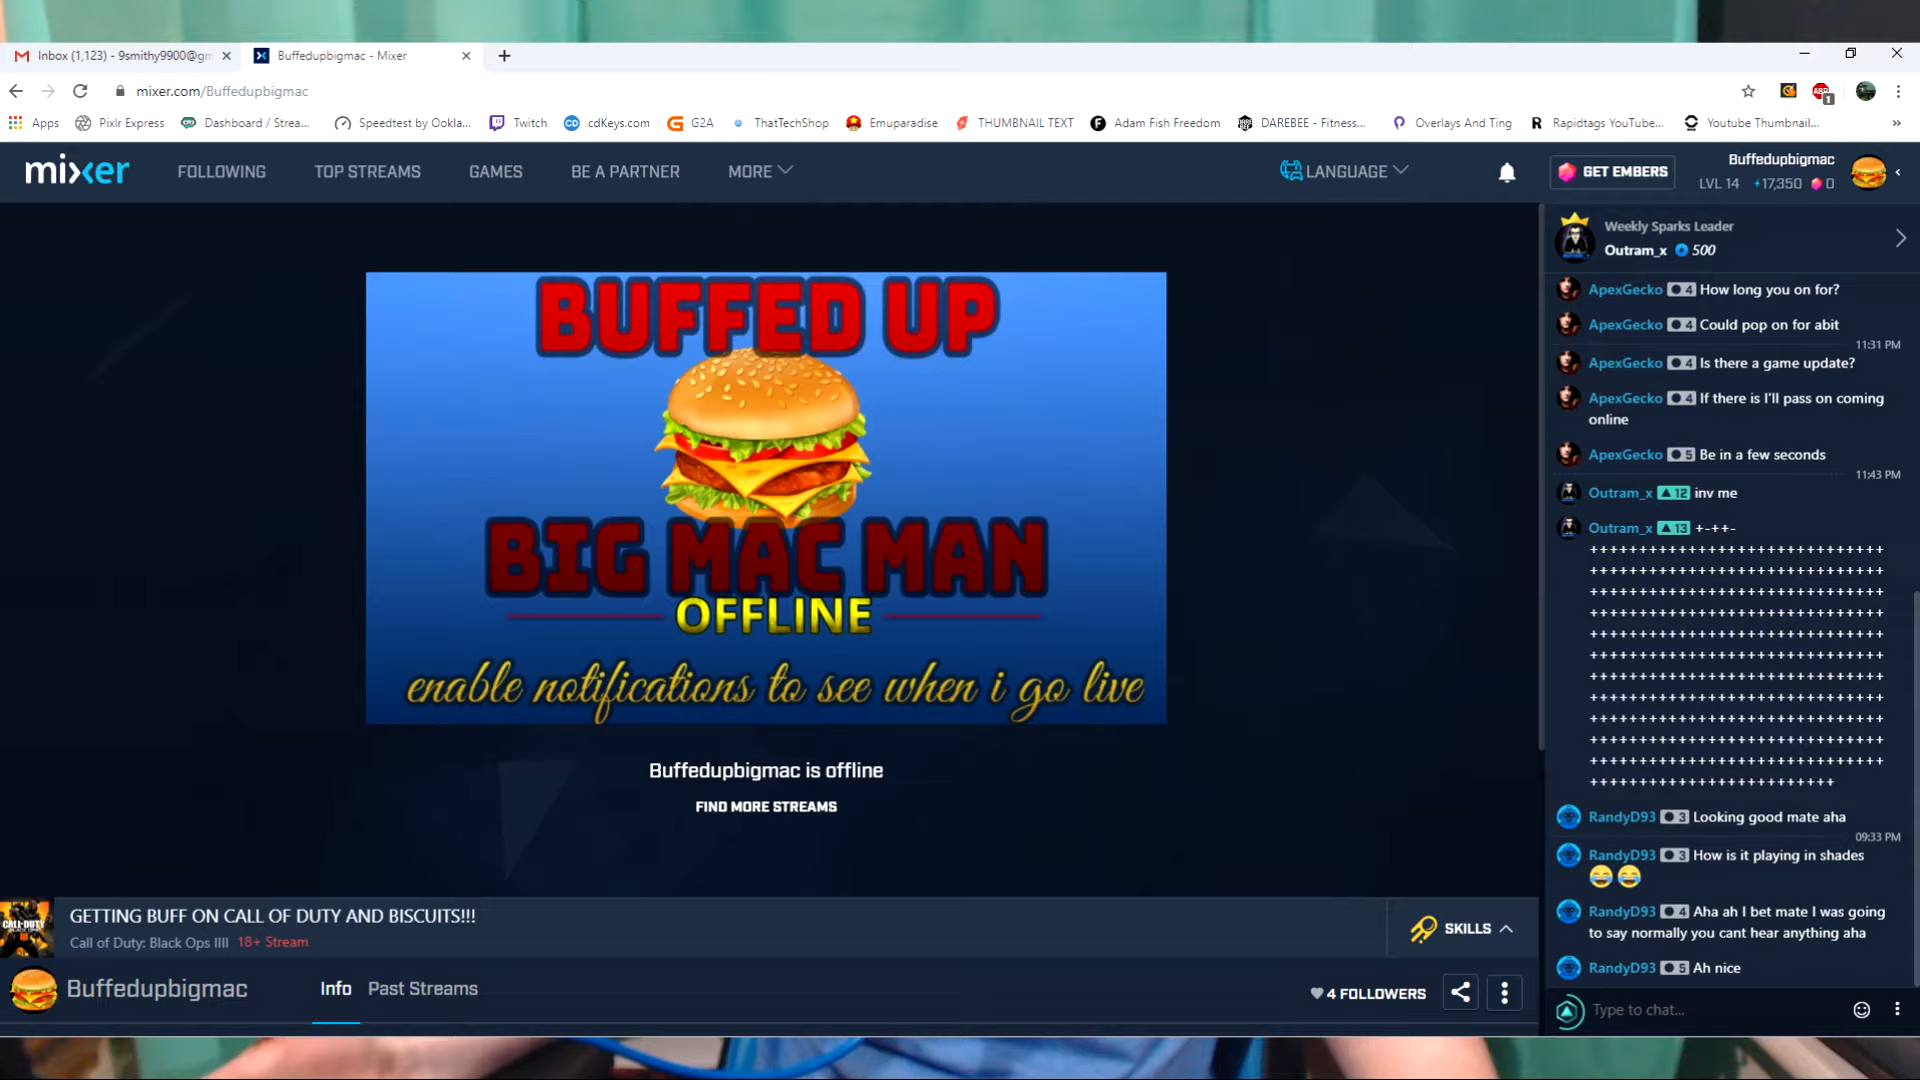 Inbox (1,123) - 9smithy9900@gm
Buffedupbigmac - Mixer
mixer.com/Buffedupbigmac
ABP
1
Apps
Pixlr Express
Dashboard / Strea...
Speedtest by Ookla...
Twitch
cdKeys.com
G2A
ThatTechShop
Emuparadise
THUMBNAIL TEXT
Adam Fish Freedom
DAREBEE - Fitness...
Overlays And Ting
Rapidtags YouTube...
Youtube Thumbnail...
mixer
FOLLOWING
TOP STREAMS
GAMES
BE A PARTNER
MORE
LANGUAGE
GET EMBERS
Buffedupbigmac
LVL 14 17,350 0
BUFFED UP
BIG MAC MAN
OFFLINE
enable notifications to see when i go live
Buffedupbigmac is offline
FIND MORE STREAMS
CALL OF DUTY
GETTING BUFF ON CALL OF DUTY AND BISCUITS!!!
Call of Duty: Black Ops IIII 18+ Stream
SKILLS
Buffedupbigmac
Info
Past Streams
4 FOLLOWERS
Weekly Sparks Leader
Outram_x 500
ApexGecko 4 How long you on for?
ApexGecko 4 Could pop on for abit
11:31 PM
ApexGecko 4 Is there a game update?
ApexGecko 4 If there is I'll pass on coming
online
ApexGecko 5 Be in a few seconds
11:43 PM
Outram_x 12 inv me
Outram_x 13 +-++-
++++++++++++++++++++++++++++++
++++++++++++++++++++++++++++++
++++++++++++++++++++++++++++++
++++++++++++++++++++++++++++++
++++++++++++++++++++++++++++++
++++++++++++++++++++++++++++++
++++++++++++++++++++++++++++++
++++++++++++++++++++++++++++++
++++++++++++++++++++++++++++++
++++++++++++++++++++++++++++++
++++++++++++++++++++++++++++++
+++++++++++++++++++++++++
RandyD93 3 Looking good mate aha
09:33 PM
RandyD93 3 How is it playing in shades
😂😂
RandyD93 4 Aha ah I bet mate I was going
to say normally you cant hear anything aha
RandyD93 5 Ah nice
Type to chat...